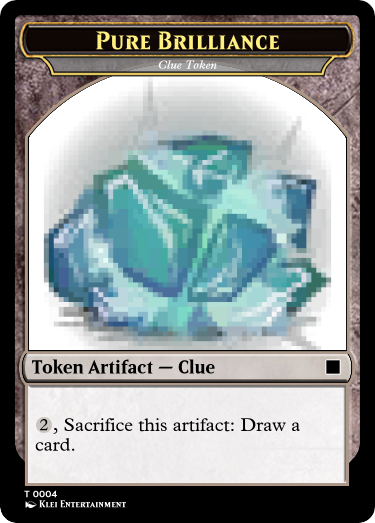 Pure Brilliance
Clue Token
Token Artifact — Clue
2, Sacrifice this artifact: Draw a
card.
T 0004
Klei Entertainment